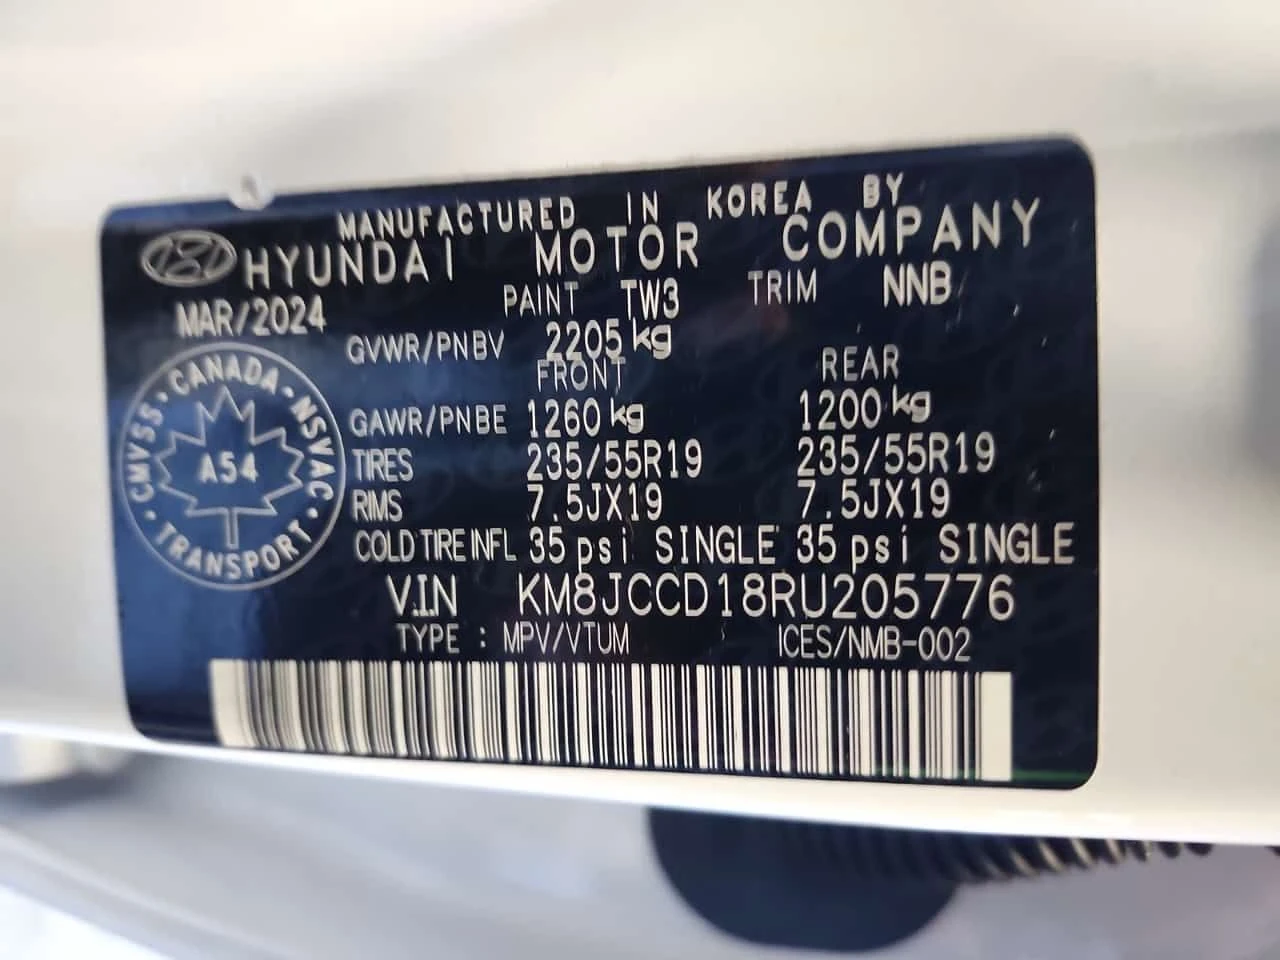 MANUFACTURED IN KOREA BY
HYUNDAI MOTOR COMPANY
MAR/2024 PAINT TW3 TRIM NNB
GVWR/PNBV 2205 kg
FRONT REAR
GAWR/PNBE 1260 kg 1200 kg
TIRES 235/55R19 235/55R19
RIMS 7.5JX19 7.5JX19
COLD TIRE INFL 35 psi SINGLE 35 psi SINGLE
V.I.N KM8JCCD18RU205776
TYPE : MPV/VTUM ICES/NMB-002
CANADA · NSVAC · TRANSPORT · CMVSS ·
A54